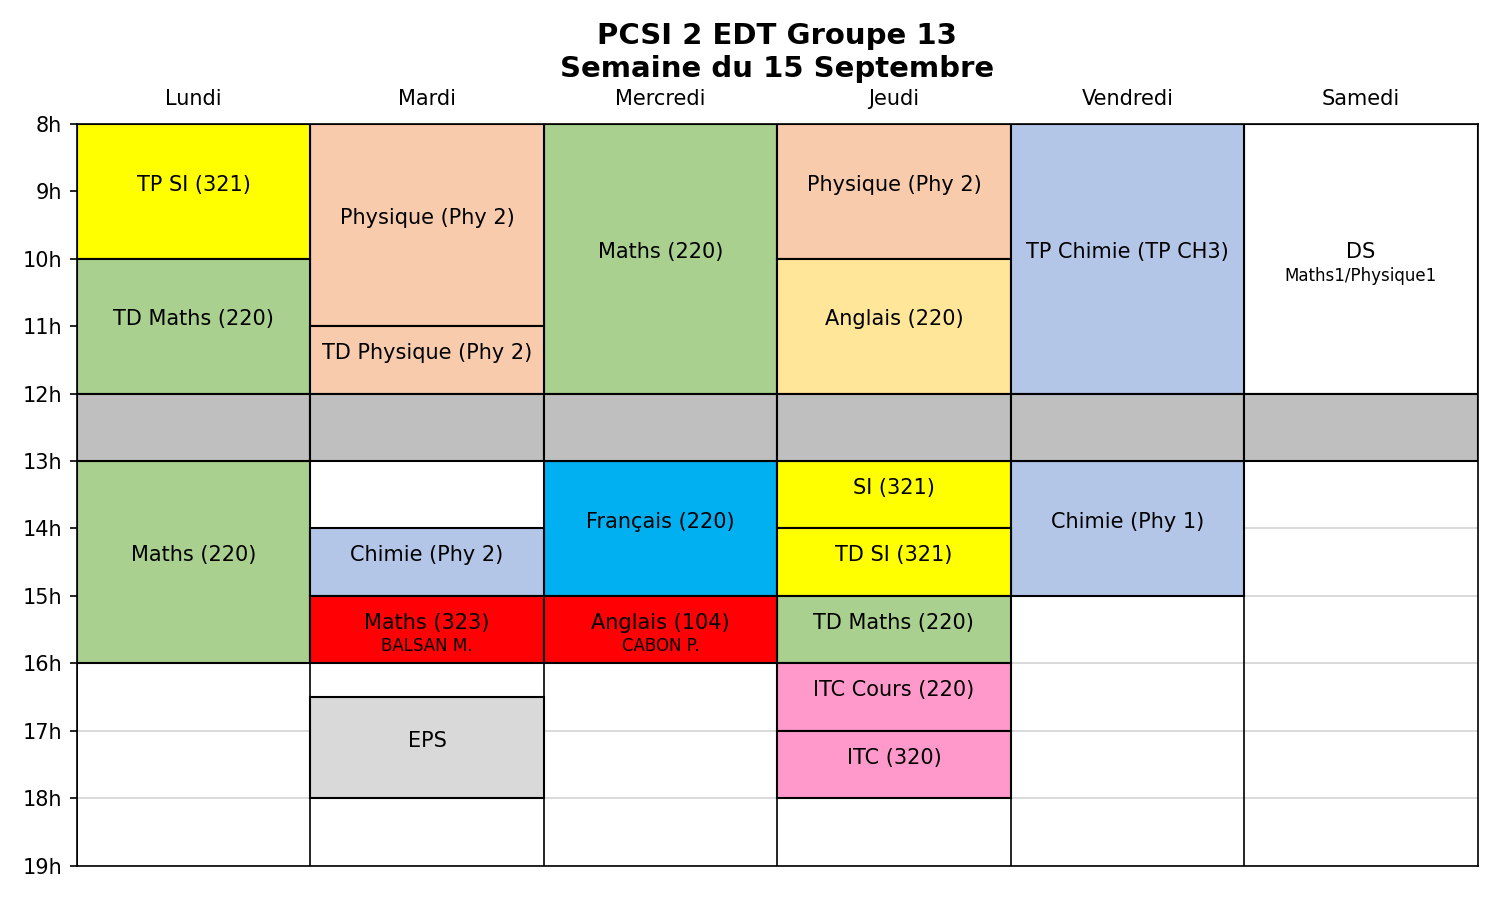 PCSI 2 EDT Groupe 13
Semaine du 15 Septembre
Lundi
Mardi
Mercredi
Jeudi
Vendredi
Samedi
8h
9h
10h
11h
12h
13h
14h
15h
16h
17h
18h
19h
TP SI (321)
TD Maths (220)
Maths (220)
Physique (Phy 2)
TD Physique (Phy 2)
Chimie (Phy 2)
Maths (323)
BALSAN M.
EPS
Maths (220)
Français (220)
Anglais (104)
CABON P.
Physique (Phy 2)
Anglais (220)
SI (321)
TD SI (321)
TD Maths (220)
ITC Cours (220)
ITC (320)
TP Chimie (TP CH3)
Chimie (Phy 1)
DS
Maths1/Physique1